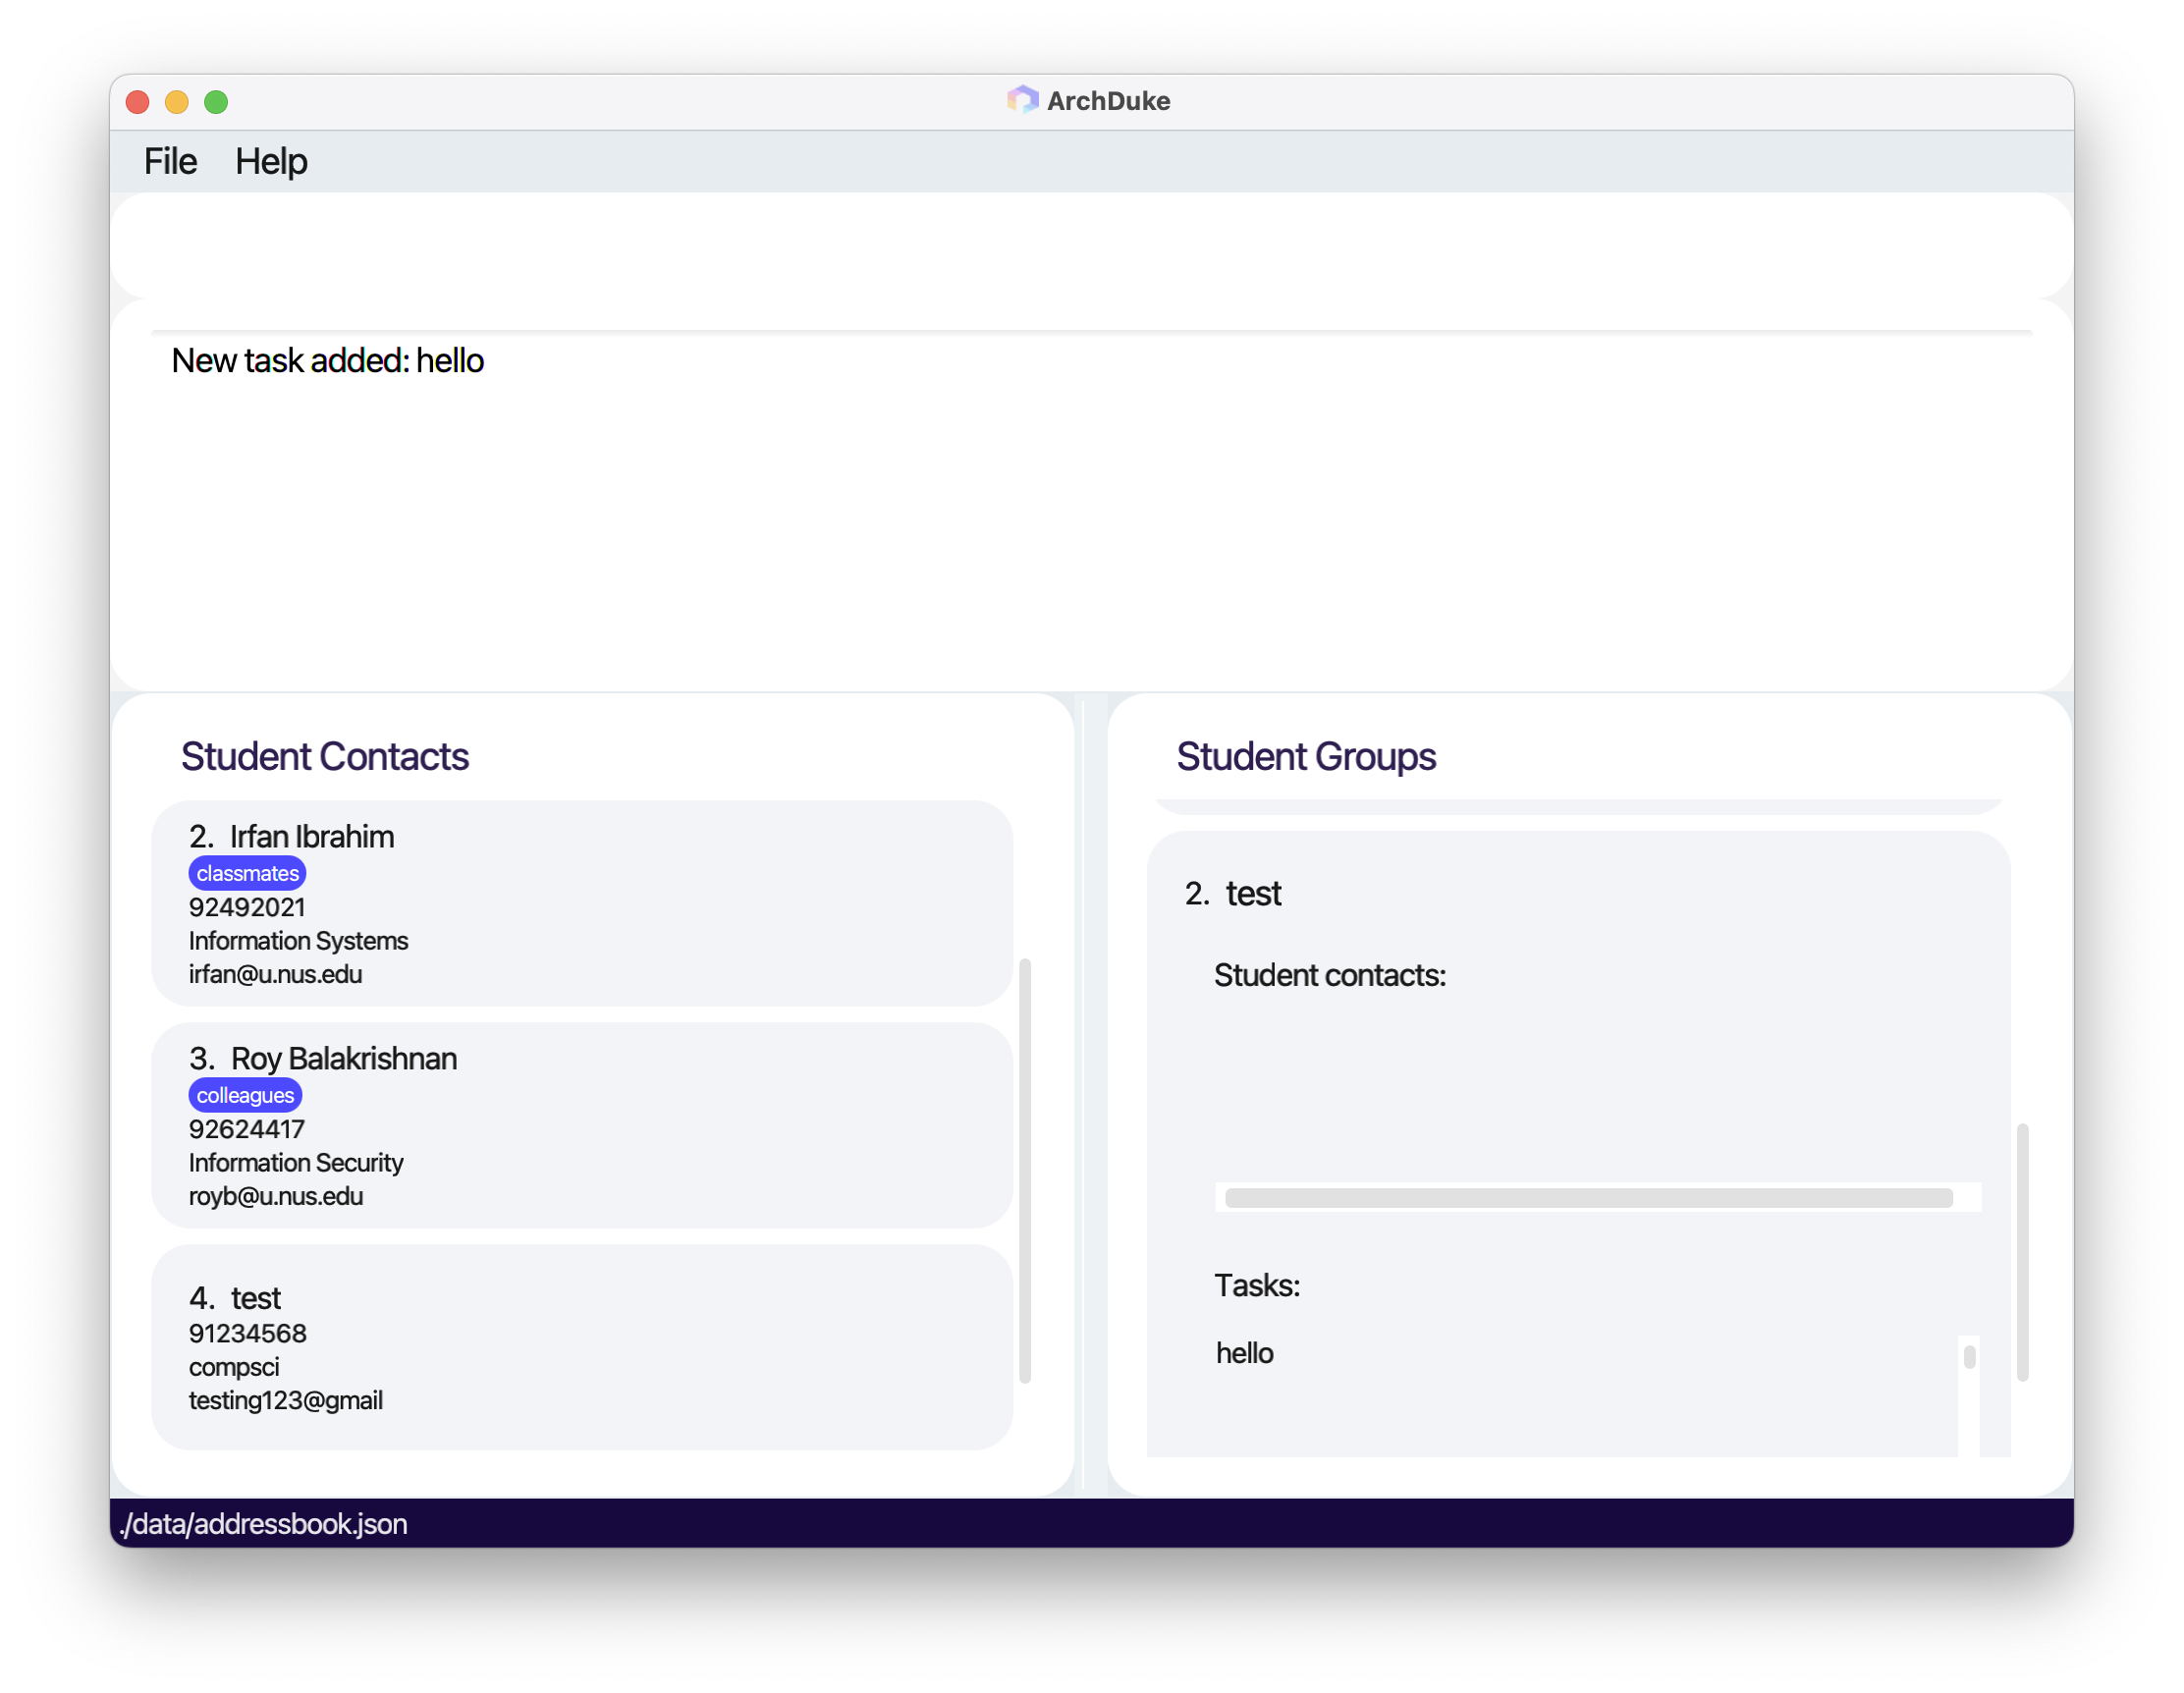 ArchDuke
File Help
New task added: hello
Student Contacts
2. Irfan Ibrahim
classmates
92492021
Information Systems
irfan@u.nus.edu
3. Roy Balakrishnan
colleagues
92624417
Information Security
royb@u.nus.edu
4. test
91234568
compsci
testing123@gmail
Student Groups
2. test
Student contacts:
Tasks:
hello
./data/addressbook.json